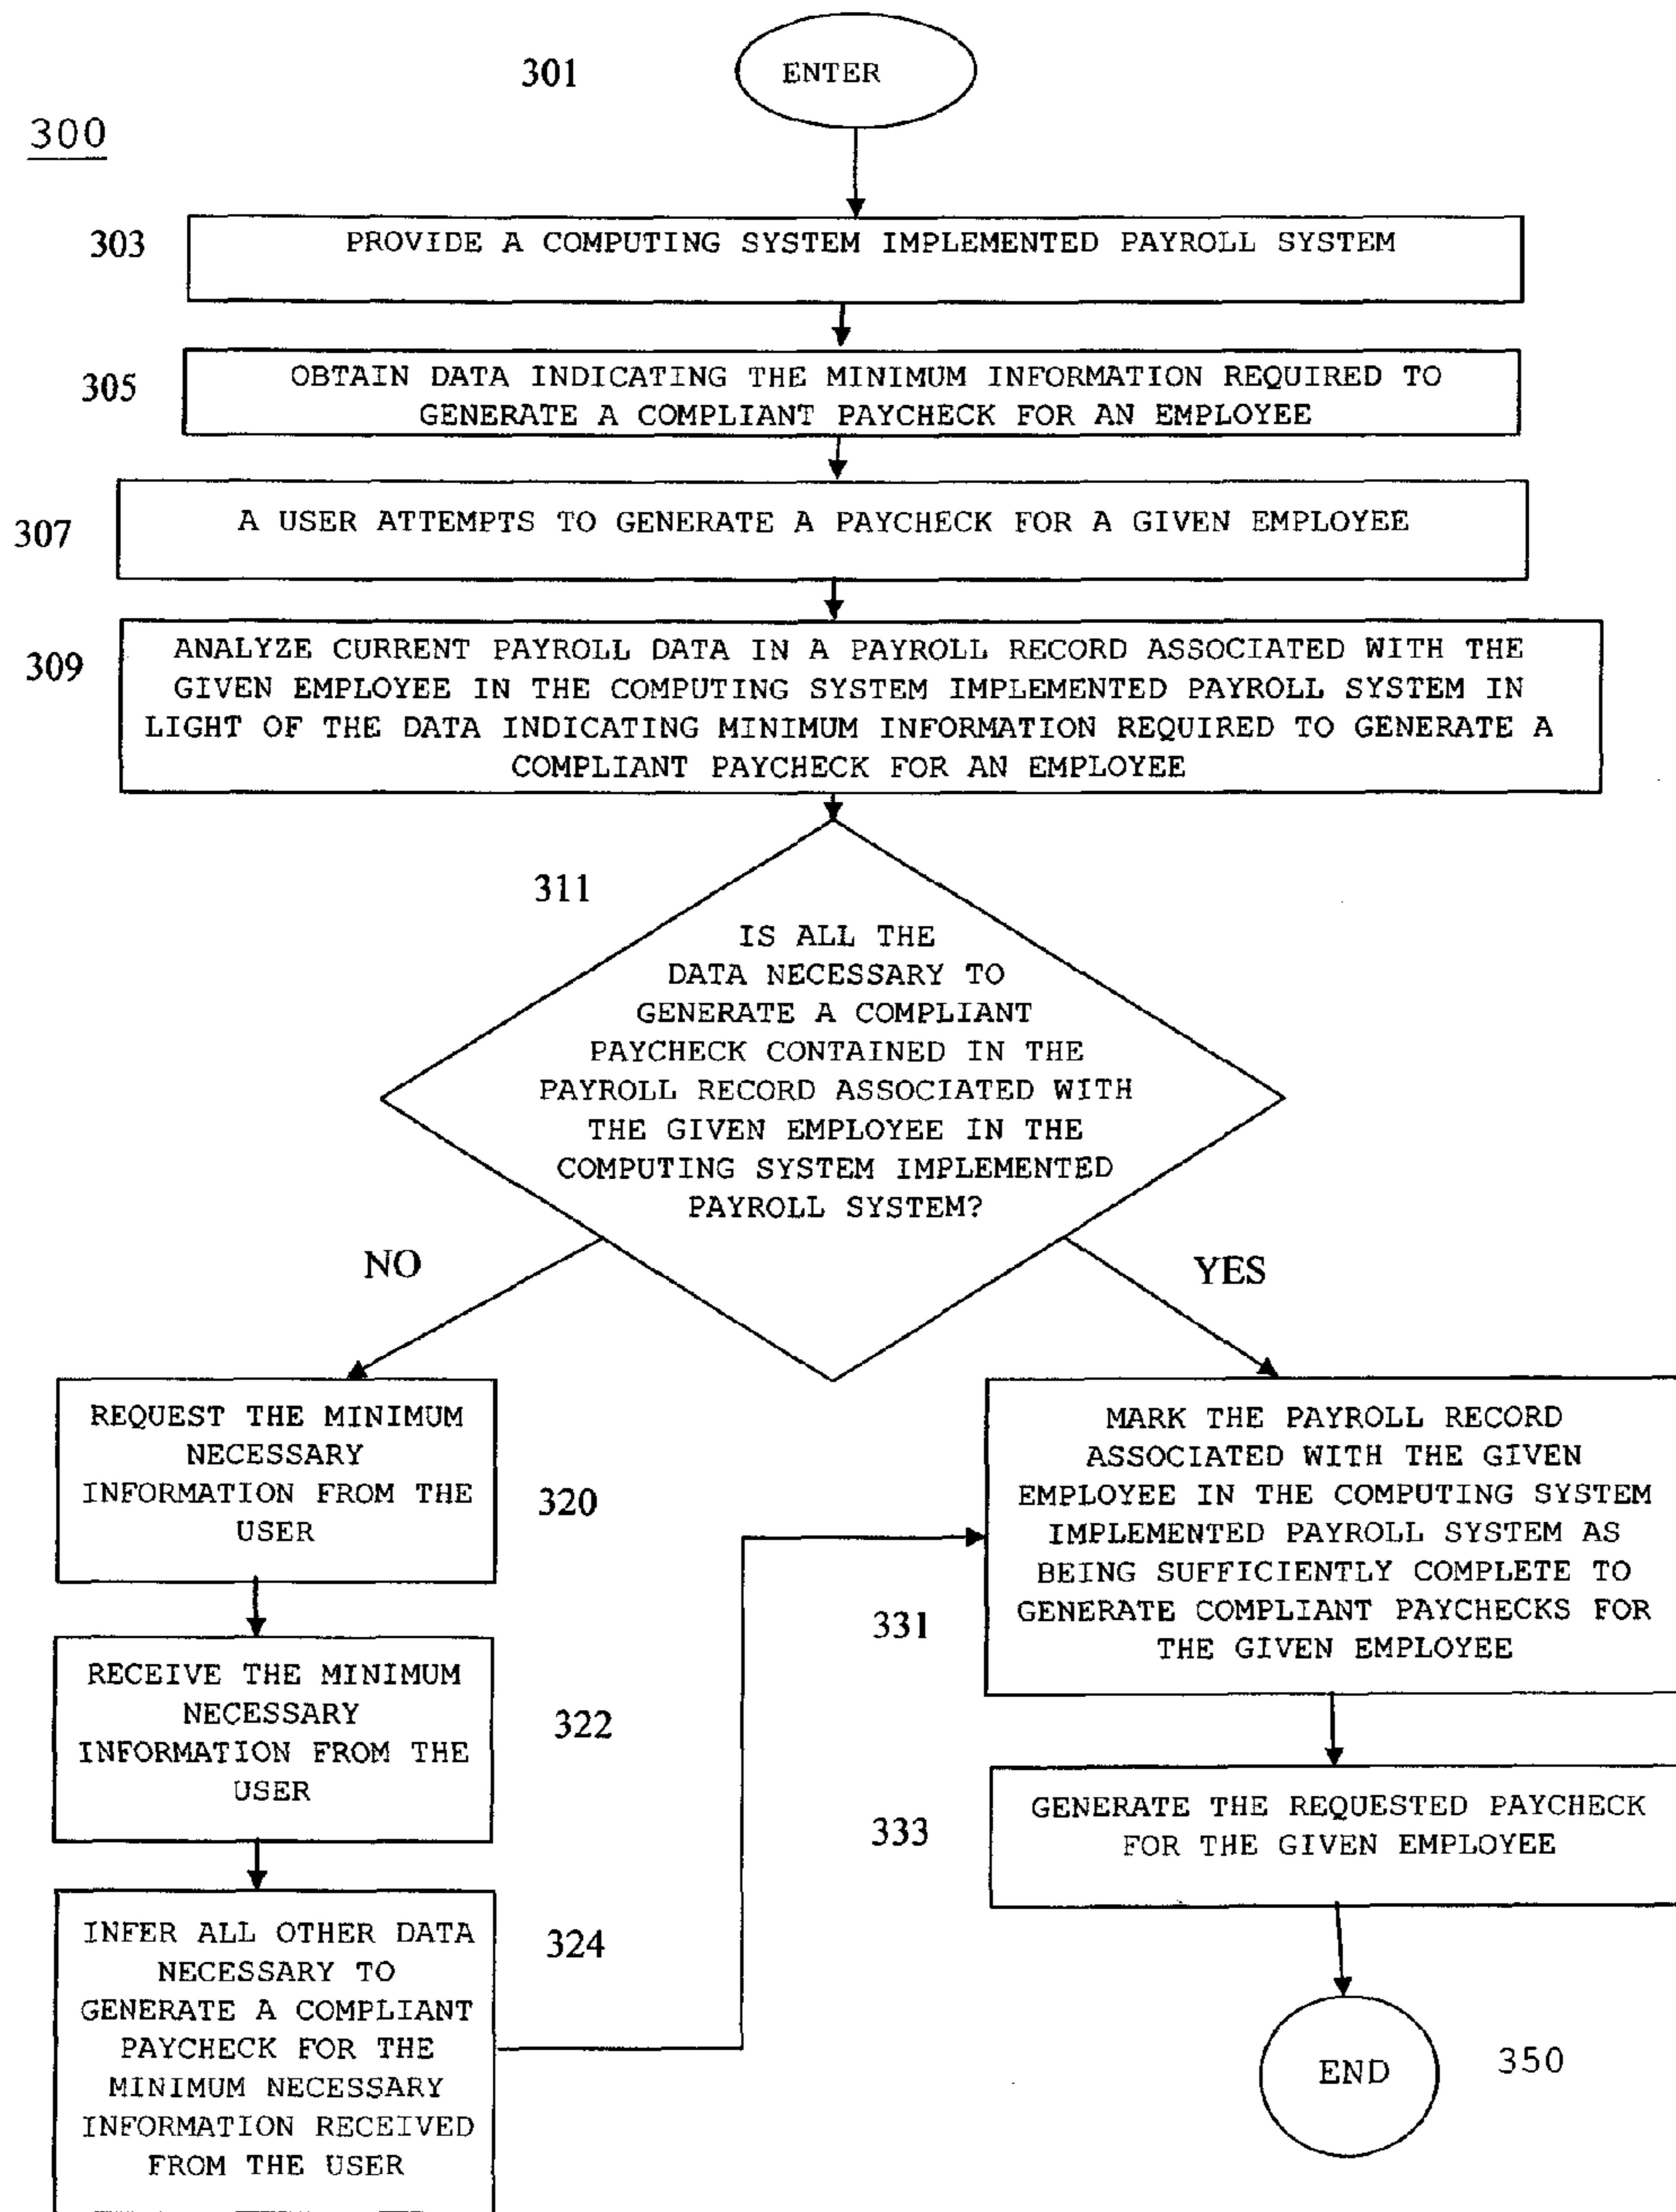 301
ENTER
300
303
PROVIDE A COMPUTING SYSTEM IMPLEMENTED PAYROLL SYSTEM
305
OBTAIN DATA INDICATING THE MINIMUM INFORMATION REQUIRED TO
GENERATE A COMPLIANT PAYCHECK FOR AN EMPLOYEE
307
A USER ATTEMPTS TO GENERATE A PAYCHECK FOR A GIVEN EMPLOYEE
309
ANALYZE CURRENT PAYROLL DATA IN A PAYROLL RECORD ASSOCIATED WITH THE
GIVEN EMPLOYEE IN THE COMPUTING SYSTEM IMPLEMENTED PAYROLL SYSTEM IN
LIGHT OF THE DATA INDICATING MINIMUM INFORMATION REQUIRED TO GENERATE A
COMPLIANT PAYCHECK FOR AN EMPLOYEE
311
IS ALL THE
DATA NECESSARY TO
GENERATE A COMPLIANT
PAYCHECK CONTAINED IN THE
PAYROLL RECORD ASSOCIATED WITH
THE GIVEN EMPLOYEE IN THE
COMPUTING SYSTEM IMPLEMENTED
PAYROLL SYSTEM?
NO
YES
REQUEST THE MINIMUM
NECESSARY
INFORMATION FROM THE
USER
320
RECEIVE THE MINIMUM
NECESSARY
INFORMATION FROM THE
USER
322
INFER ALL OTHER DATA
NECESSARY TO
GENERATE A COMPLIANT
PAYCHECK FOR THE
MINIMUM NECESSARY
INFORMATION RECEIVED
FROM THE USER
324
MARK THE PAYROLL RECORD
ASSOCIATED WITH THE GIVEN
EMPLOYEE IN THE COMPUTING SYSTEM
IMPLEMENTED PAYROLL SYSTEM AS
BEING SUFFICIENTLY COMPLETE TO
GENERATE COMPLIANT PAYCHECKS FOR
THE GIVEN EMPLOYEE
331
GENERATE THE REQUESTED PAYCHECK
FOR THE GIVEN EMPLOYEE
333
END
350